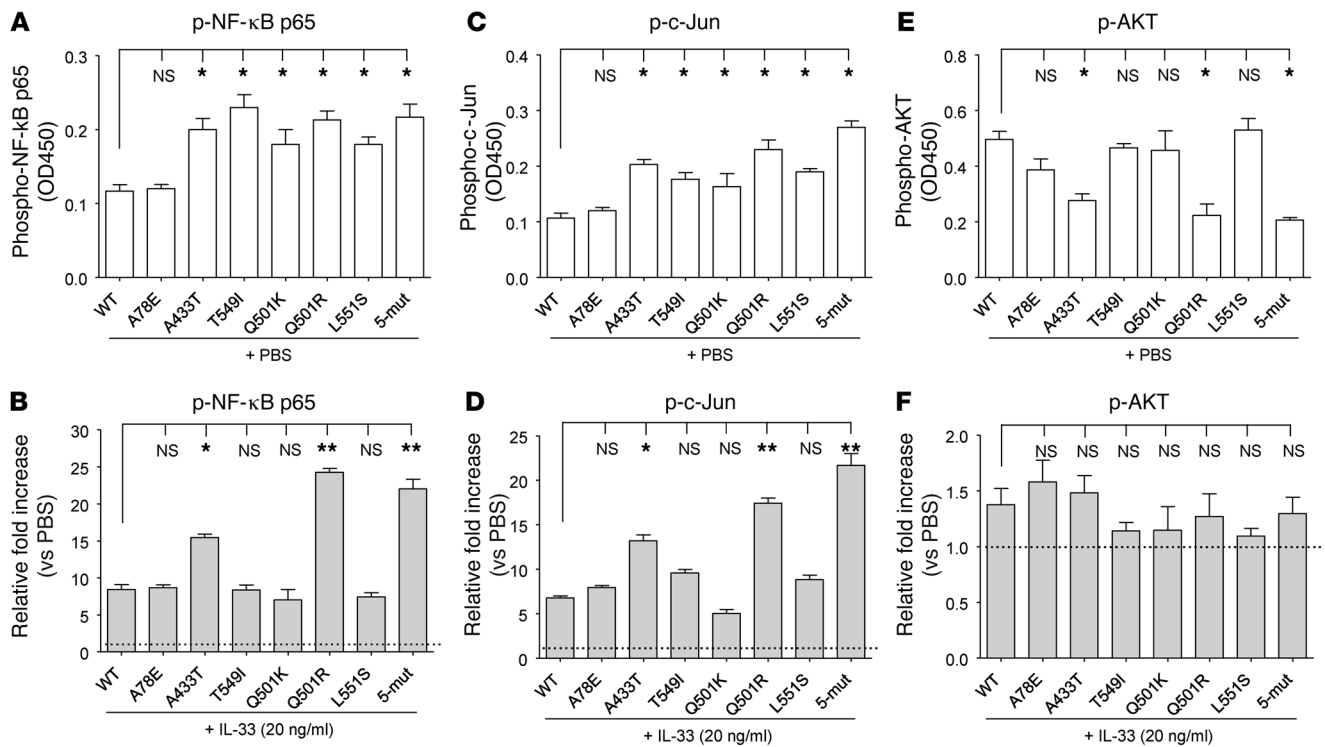 A
p-NF-κB p65
Phospho-NF-kB p65
(OD450)
0.3
0.2
0.1
0.0
NS * * * * * *
WT A78E A433T T549I Q501K Q501R L551S 5-mut
+ PBS
C
p-c-Jun
Phospho-c-Jun
(OD450)
0.4
0.3
0.2
0.1
0.0
NS * * * * * *
WT A78E A433T T549I Q501K Q501R L551S 5-mut
+ PBS
E
p-AKT
Phospho-AKT
(OD450)
0.8
0.6
0.4
0.2
0.0
NS * NS NS * NS *
WT A78E A433T T549I Q501K Q501R L551S 5-mut
+ PBS
B
p-NF-κB p65
Relative fold increase
(vs PBS)
30
25
20
15
10
5
0
NS * NS NS ** NS **
WT A78E A433T T549I Q501K Q501R L551S 5-mut
+ IL-33 (20 ng/ml)
D
p-c-Jun
Relative fold increase
(vs PBS)
25
20
15
10
5
0
NS * NS NS ** NS **
WT A78E A433T T549I Q501K Q501R L551S 5-mut
+ IL-33 (20 ng/ml)
F
p-AKT
Relative fold increase
(vs PBS)
2.0
1.5
1.0
0.5
0.0
NS NS NS NS NS NS NS
WT A78E A433T T549I Q501K Q501R L551S 5-mut
+ IL-33 (20 ng/ml)